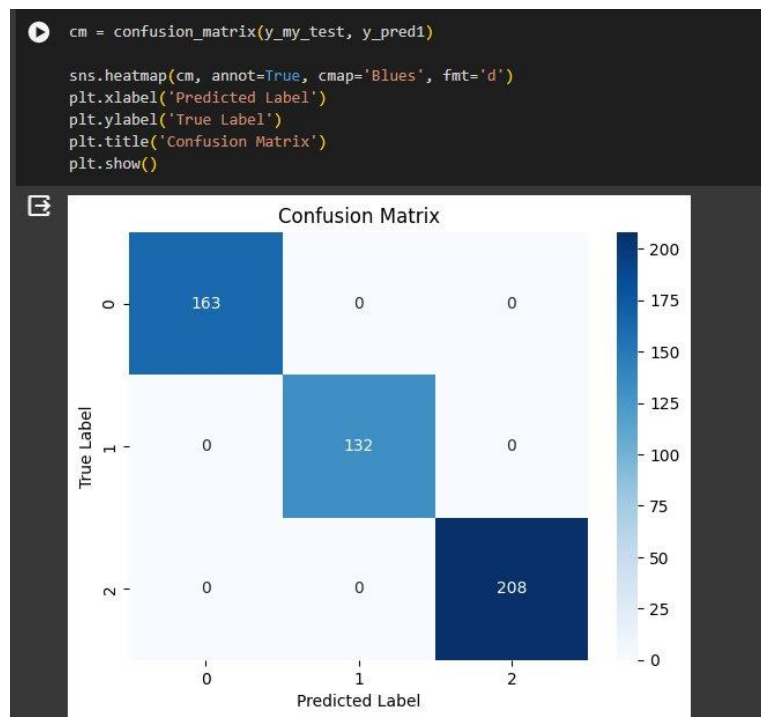 cm = confusion_matrix(y_my_test, y_pred1)
sns.heatmap(cm, annot=True, cmap='Blues', fmt='d')
plt.xlabel('Predicted Label')
plt.ylabel('True Label')
plt.title('Confusion Matrix')
plt.show()
Confusion Matrix
200
175
150
125
100
75
50
25
0
True Label
0
163
0
0
1
0
132
0
2
0
0
208
0
1
2
Predicted Label